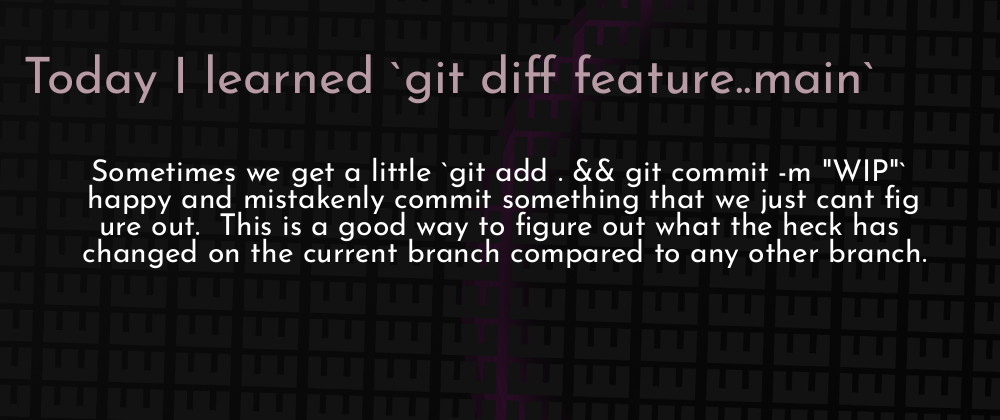 Today I learned `git diff feature..main`
Sometimes we get a little `git add . && git commit -m "WIP"`
happy and mistakenly commit something that we just cant fig
ure out.  This is a good way to figure out what the heck has
changed on the current branch compared to any other branch.